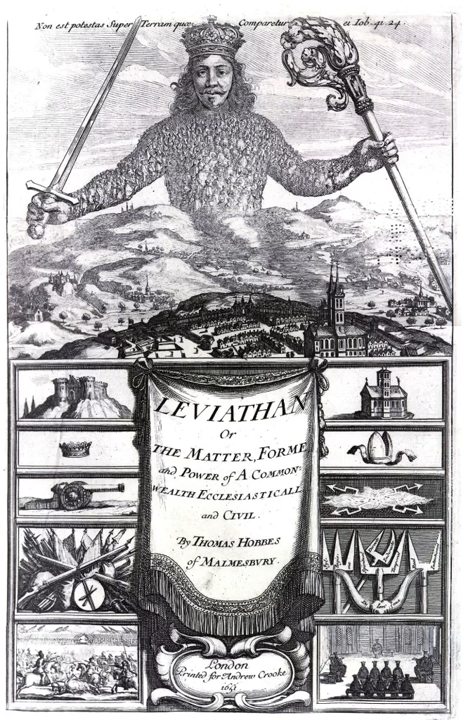 Non est potestas Super Terram quæ Comparetur ei Iob. 41. 24
LEVIATHAN
Or
THE MATTER, FORME
and POWER of A COMMON-
WEALTH ECCLESIASTICALL
and CIVIL.
By THOMAS HOBBES
of MALMESBURY.
London
Printed for Andrew Crooke
1651